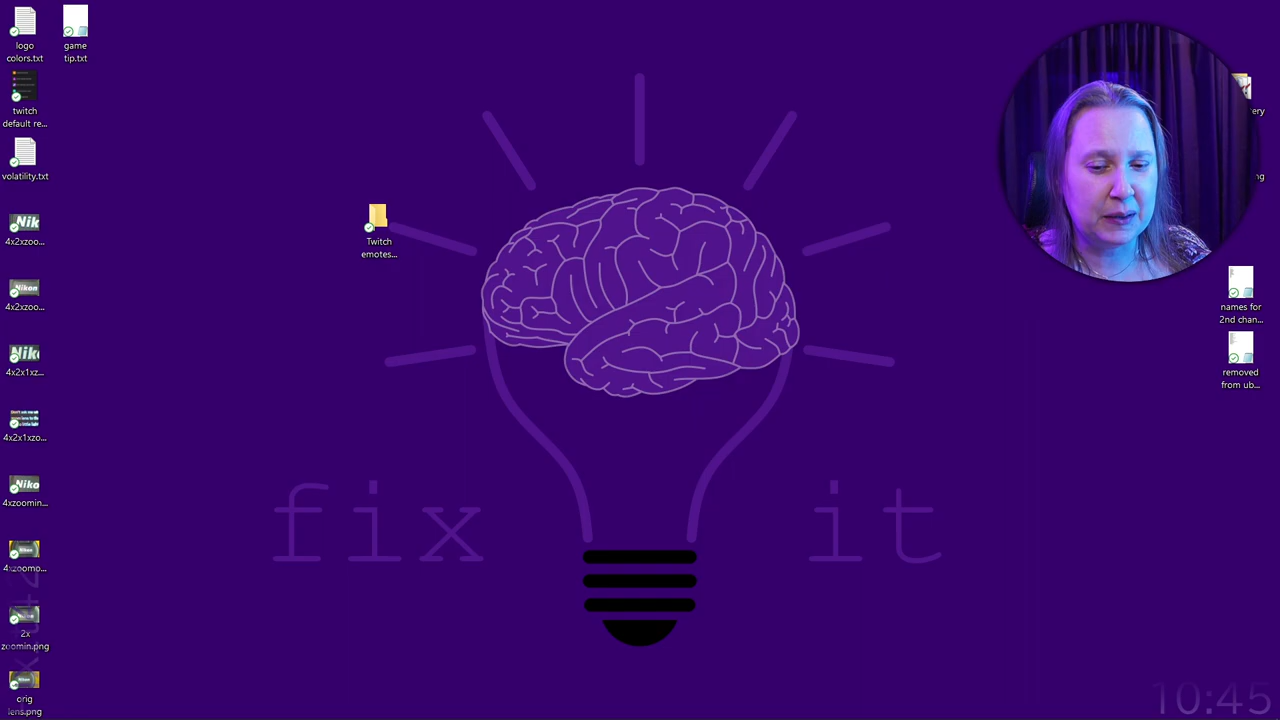 logo
colors.txt
game
tip.txt
twitch
default re...
volatility.txt
4x2xzoo...
4x2xzoo...
4x2x1xz...
4x2x1xzo...
4xzoomin...
4xzoomo...
2x
zoomin.png
orig
lens.png
Twitch
emotes...
names for
2nd chan...
removed
from ub...
fix it
10:45